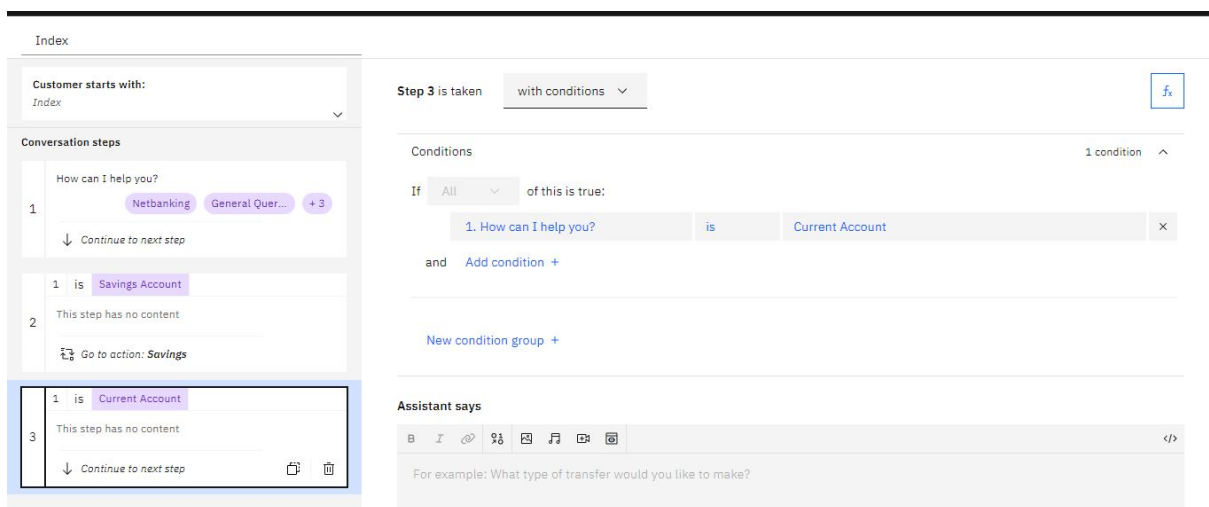 Index
Customer starts with:
Index
Conversation steps
1
How can I help you?
Netbanking General Quer... + 3
Continue to next step
2
1 is Savings Account
This step has no content
Go to action: Savings
3
1 is Current Account
This step has no content
Continue to next step
Step 3 is taken with conditions
fx
Conditions 1 condition
If All of this is true:
1. How can I help you? is Current Account ×
and Add condition +
New condition group +
Assistant says
B I </>
For example: What type of transfer would you like to make?